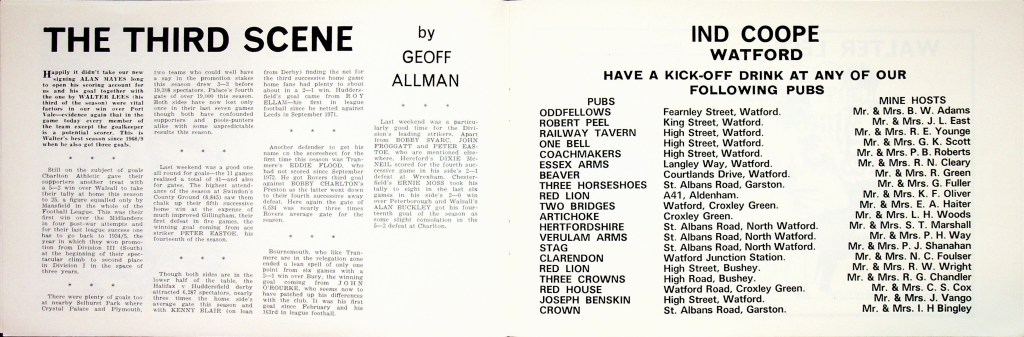 THE THIRD SCENE
by
GEOFF
ALLMAN
Happily it didn't take our new
signing ALAN MAYES long
to open his scoring account for
us and his goal together with
the one by WALTER LEES (his
third of the season) were vital
factors in our win over Port
Vale—evidence again that in the
game today every member of
the team except the goalkeeper
is a potential scorer. This is
Walter's best season since 1968/9
when he also got three goals.
* * *
Still on the subject of goals
Charlton Athletic gave their
supporters another treat with
a 5—2 win over Walsall to take
their tally at home this season
to 25, a figure equalled only by
Mansfield in the whole of the
Football League. This was their
first win over the Midlanders
in four post-war attempts and
for their last league success one
has to go back to 1934/5, the
year in which they won promo-
tion from Division III (South)
at the beginning of their spec-
tacular climb to second place
in Division I in the space of
three years.
* * *
There were plenty of goals too
at nearby Selhurst Park where
Crystal Palace and Plymouth,
two teams who could well have
a say in the promotion stakes
this season drew 3—3 before
19,308 spectators, Palace's fourth
gate of over 19,000 this season.
Both sides have now lost only
once in their last seven games
though both have confounded
supporters and pools-punters
alike with some unpredictable
results this season.
* * *
Last weekend was a good one
all round for goals—the 11 games
realized a total of 41—and also
for gates. The highest attend-
ance of the season at Swindon's
County Ground (9,845) saw them
chalk up their fifth successive
home win at the expense of
much improved Gillingham, their
first defeat in five games, the
winning goal coming from ace
striker PETER EASTOE, his
fourteenth of the season.
* * *
Though both sides are in the
lower half of the table, the
Halifax v Huddersfield derby
attracted 6,287 spectators, nearly
three times the home side's
average gate this season and
with KENNY BLAIR (on loan
from Derby) finding the net for
the third successive home game
home fans had plenty to shout
about in a 2—1 win. Hudders-
field's goal came from ROY
ELLAM—his first in league
football since he netted against
Leeds in September 1971.
* * *
Another defender to get his
name on the scoresheet for the
first time this season was Tran-
mere's EDDIE FLOOD, who
had not scored since September
1972. He got Rovers third goal
against BOBBY CHARLTON'S
Preston as the latter went down
to their fourth successive away
defeat. Here again the gate of
6,534 was nearly three times
Rovers average gate for the
season.
* * *
Bournemouth, who like Tran-
mere are in the relegation zone
ended a lean spell of only one
point from six games with a
2—1 win over Bury, the winning
goal coming from JOHN
O'ROURKE, who seems now to
have patched up his differences
with the club. It was his first
goal since February and his
163rd in league football.
* * *
Last weekend was a particu-
larly good time for the Divi-
sion's leading strikers. Apart
from BOBBY SVARC, JOHN
FROGGATT and PETER EAS-
TOE, who are mentioned else-
where, Hereford's DIXIE Mc-
NEIL stored for the fourth suc-
cessive game in his side's 2—1
defeat at Wrexham, Chester-
field's ERNIE MOSS took his
tally to eight in the last six
games in his side's 2—0 win
over Peterborough and Walsall's
ALAN BUCKLEY got his four-
teenth goal of the season at
some slight consolation in the
5—2 defeat at Charlton.
IND COOPE
WATFORD
HAVE A KICK-OFF DRINK AT ANY OF OUR
FOLLOWING PUBS
PUBS MINE HOSTS
ODDFELLOWS Fearnley Street, Watford. Mr. & Mrs. B. W. Adams
ROBERT PEEL King Street, Watford. Mr. & Mrs. J. L. East
RAILWAY TAVERN High Street, Watford. Mr. & Mrs. R. E. Younge
ONE BELL High Street, Watford. Mr. & Mrs. G. K. Scott
COACHMAKERS High Street, Watford. Mr. & Mrs. P. B. Roberts
ESSEX ARMS Langley Way, Watford. Mr. & Mrs. R. N. Cleary
BEAVER Courtlands Drive, Watford. Mr. & Mrs. R. Green
THREE HORSESHOES St. Albans Road, Garston. Mr. & Mrs. G. Fuller
RED LION A41, Aldenham. Mr. & Mrs. K. F. Oliver
TWO BRIDGES Watford, Croxley Green. Mr. & Mrs. E. A. Haiter
ARTICHOKE Croxley Green. Mr. & Mrs. L. H. Woods
HERTFORDSHIRE St. Albans Road, North Watford. Mr. & Mrs. S. T. Marshall
VERULAM ARMS St. Albans Road, North Watford. Mr. & Mrs. P. H. Way
STAG St. Albans Road, North Watford. Mr. & Mrs. P. J. Shanahan
CLARENDON Watford Junction Station. Mr. & Mrs. N. C. Foulser
RED LION High Street, Bushey. Mr. & Mrs. R. W. Wright
THREE CROWNS High Road, Bushey. Mr. & Mrs. R. G. Chandler
RED HOUSE Watford Road, Croxley Green. Mr. & Mrs. C. S. Cox
JOSEPH BENSKIN High Street, Watford. Mr. & Mrs. J. Vango
CROWN St. Albans Road, Garston. Mr. & Mrs. I. H Bingley